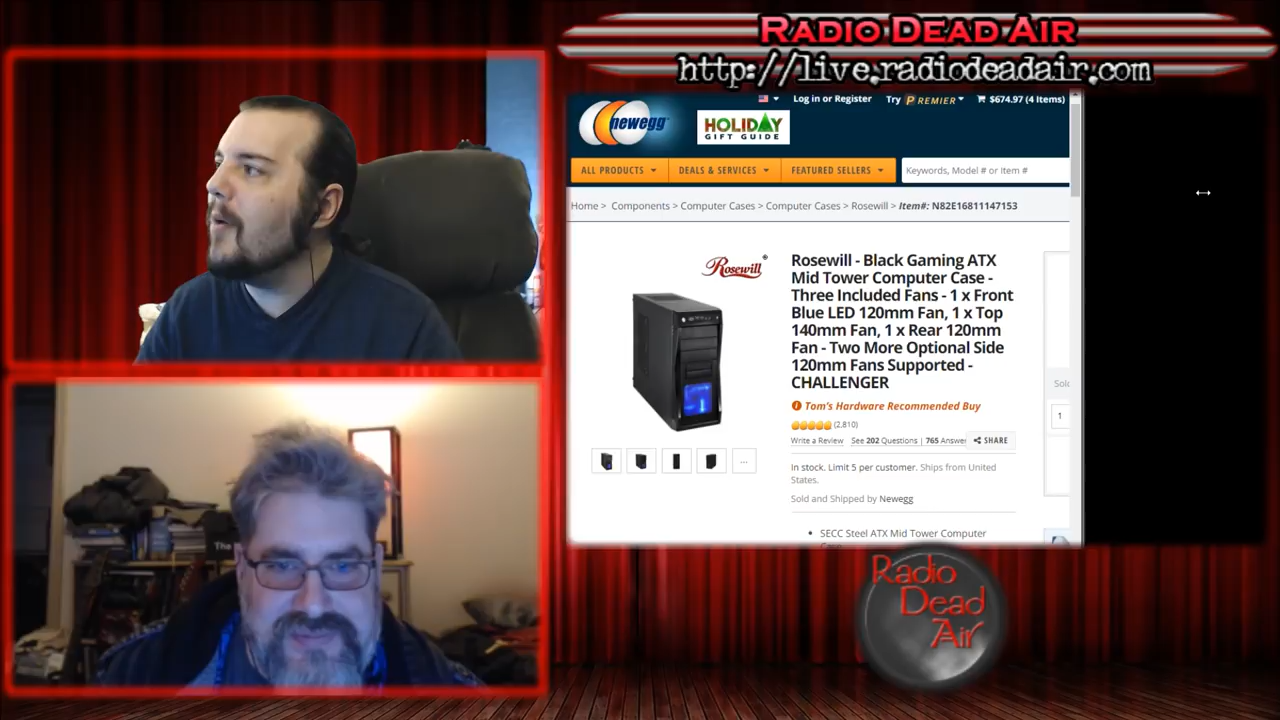 Radio Dead Air
http://live.radiodeadair.com
newegg
HOLIDAY
GIFT GUIDE
Log in or Register
Try PREMIER
$674.97 (4 Items)
ALL PRODUCTS
DEALS & SERVICES
FEATURED SELLERS
Keywords, Model # or Item #
Home > Components > Computer Cases > Computer Cases > Rosewill > Item#: N82E16811147153
Rosewill
Rosewill - Black Gaming ATX
Mid Tower Computer Case -
Three Included Fans - 1 x Front
Blue LED 120mm Fan, 1 x Top
140mm Fan, 1 x Rear 120mm
Fan - Two More Optional Side
120mm Fans Supported -
CHALLENGER
Tom's Hardware Recommended Buy
(2,810)
Write a Review
See 202 Questions | 765 Answer
SHARE
In stock. Limit 5 per customer. Ships from United
States.
Sold and Shipped by Newegg
• SECC Steel ATX Mid Tower Computer
Sold
1
...
The
Radio
Dead
Air